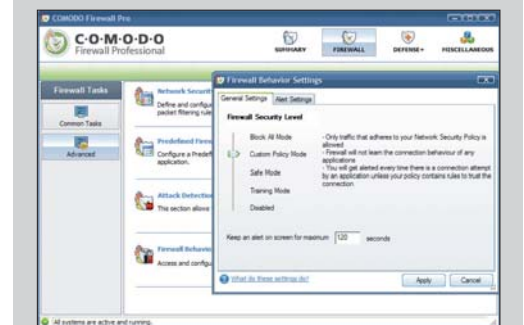 COMODO Firewall Pro
C·O·M·O·D·O
Firewall Professional
SUMMARY
FIREWALL
DEFENSE+
MISCELLANEOUS
Firewall Tasks
Common Tasks
Advanced
Network Securit
Define and configu
packet filtering rule
Predefined Firew
Configure a Predef
application.
Attack Detection
This section allows
Firewall Behavio
Access and configu
Firewall Behavior Settings
General Settings
Alert Settings
Firewall Security Level
Block All Mode
Custom Policy Mode
Safe Mode
Training Mode
Disabled
- Only traffic that adheres to your Network Security Policy is
allowed
- Firewall will not learn the connection behaviour of any
applications
- You will get alerted every time there is a connection attempt
by an application unless your policy contains rules to trust the
connection
Keep an alert on screen for maximum 120 seconds
What do these settings do?
Apply
Cancel
All systems are active and running.